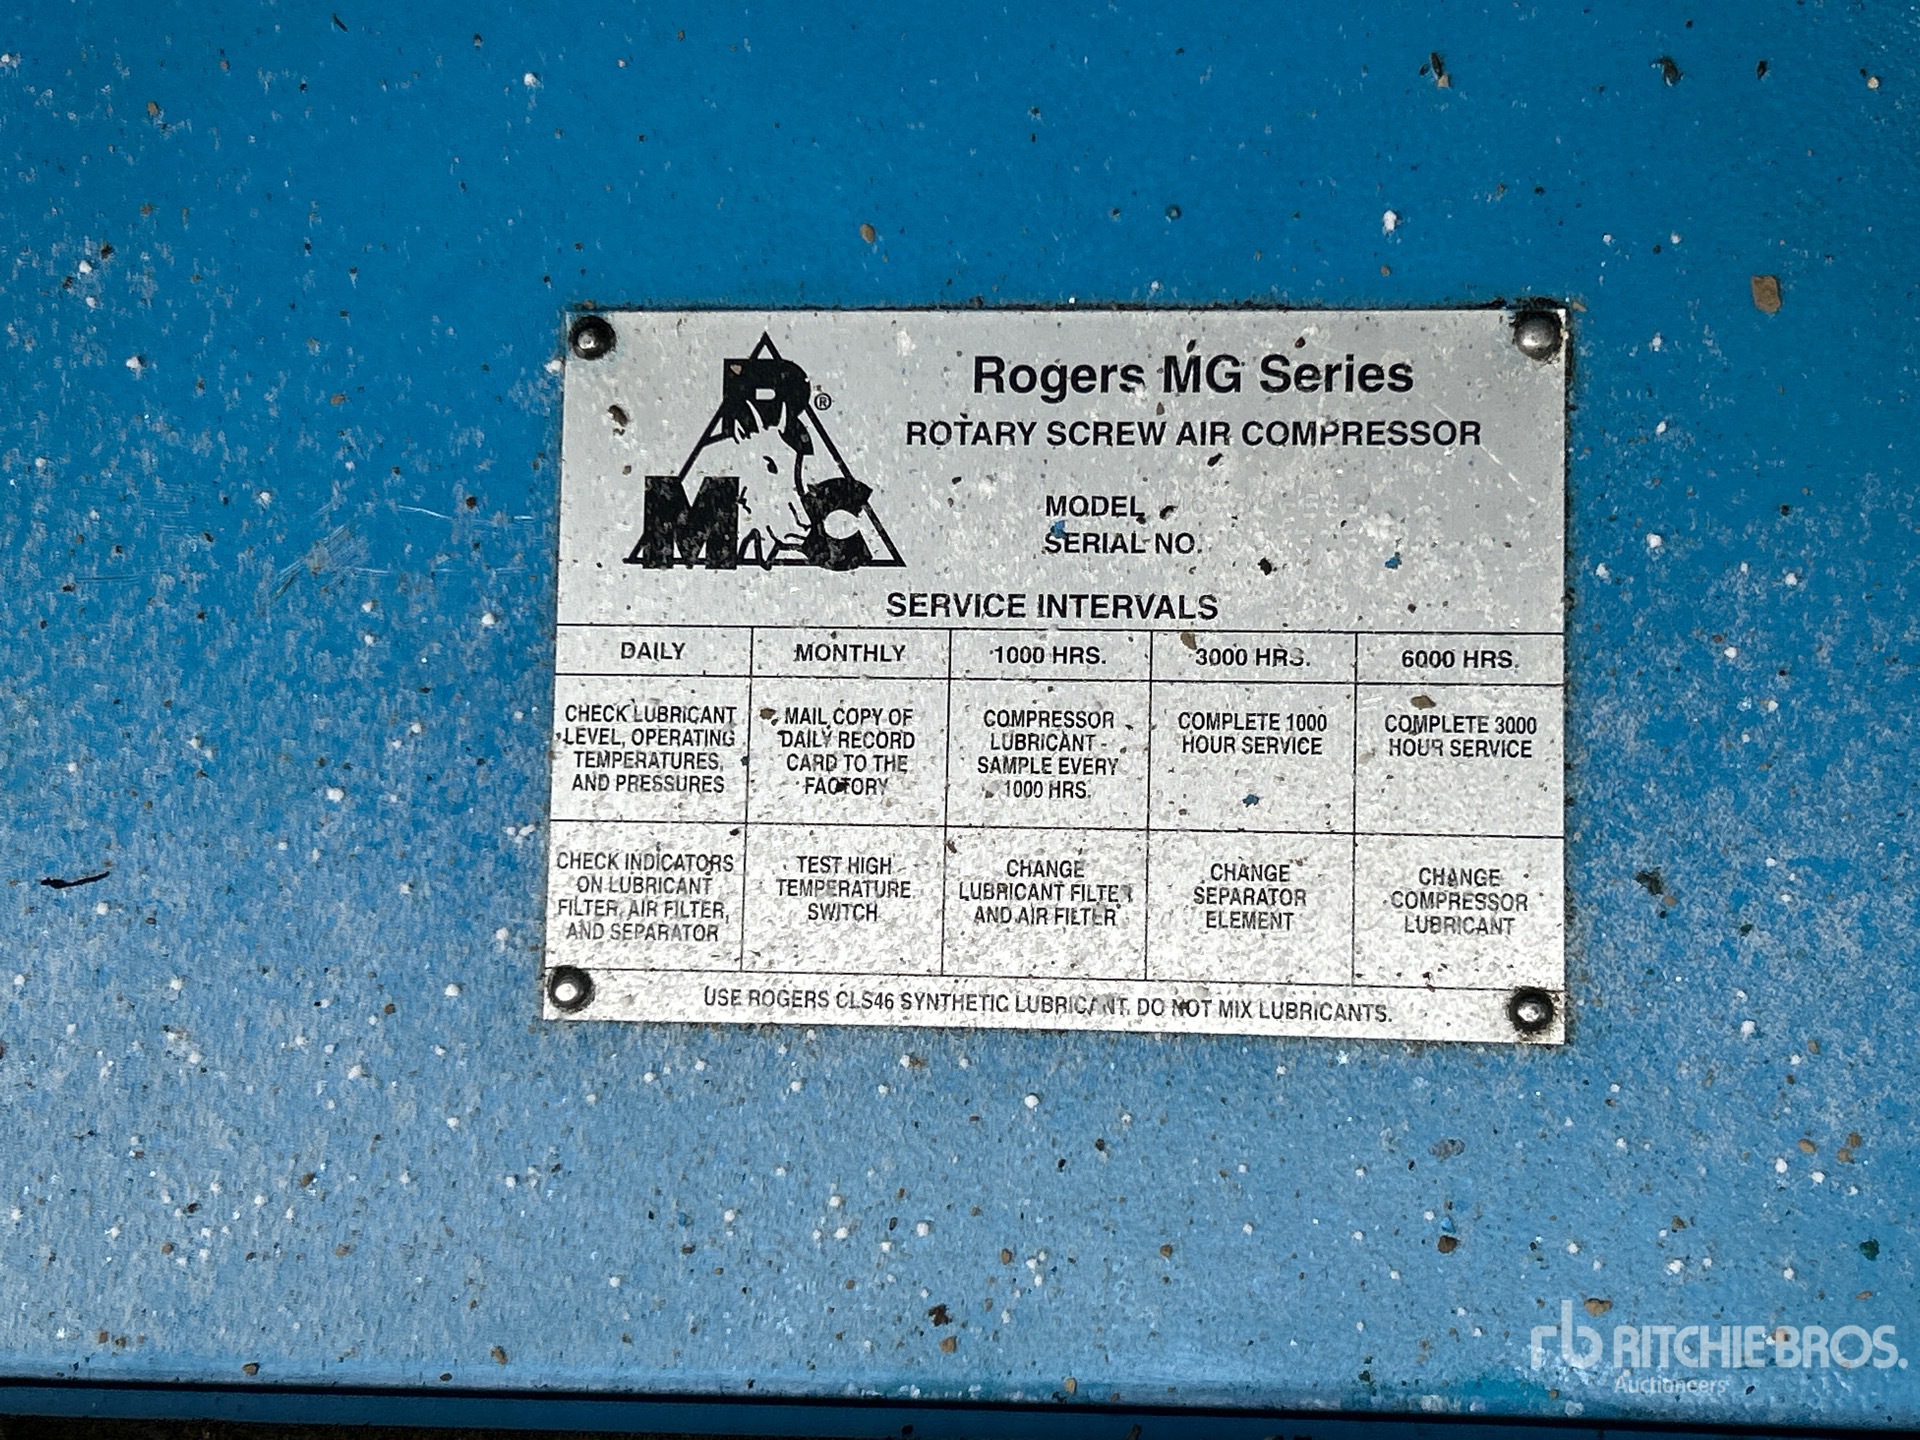 R
®
M C
Rogers MG Series
ROTARY SCREW AIR COMPRESSOR
MODEL
SERIAL NO.
SERVICE INTERVALS
DAILY
MONTHLY
1000 HRS.
3000 HRS.
6000 HRS.
CHECK LUBRICANT
LEVEL, OPERATING
TEMPERATURES,
AND PRESSURES
MAIL COPY OF
DAILY RECORD
CARD TO THE
FACTORY
COMPRESSOR
LUBRICANT -
SAMPLE EVERY
1000 HRS.
COMPLETE 1000
HOUR SERVICE
COMPLETE 3000
HOUR SERVICE
CHECK INDICATORS
ON LUBRICANT
FILTER, AIR FILTER,
AND SEPARATOR
TEST HIGH
TEMPERATURE
SWITCH
CHANGE
LUBRICANT FILTER
AND AIR FILTER
CHANGE
SEPARATOR
ELEMENT
CHANGE
COMPRESSOR
LUBRICANT
USE ROGERS CLS46 SYNTHETIC LUBRICANT. DO NOT MIX LUBRICANTS.
rb RITCHIE BROS.
Auctioneers